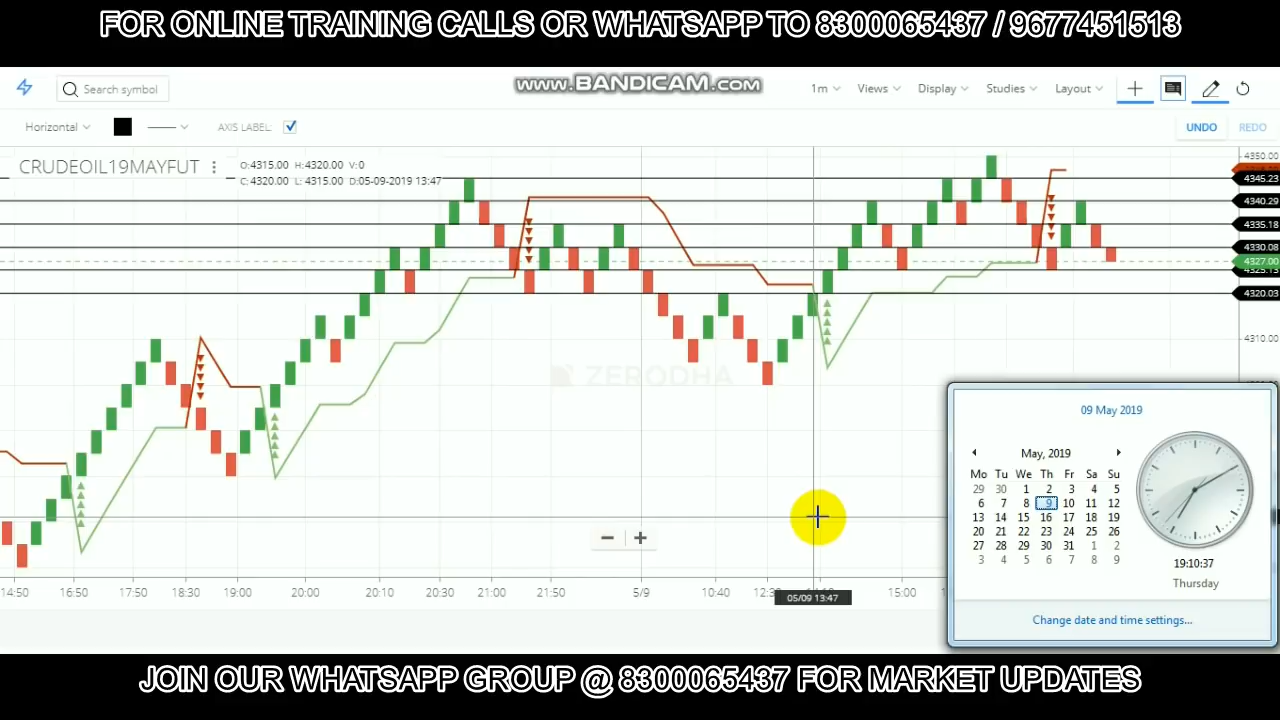 FOR ONLINE TRAINING CALLS OR WHATSAPP TO 8300065437 / 9677451513
www.BANDICAM.com
Search symbol
1m Views Display Studies Layout
Horizontal AXIS LABEL: UNDO REDO
CRUDEOIL19MAYFUT
O:4315.00 H:4320.00 V:0
C: 4320.00 L: 4315.00 D:05-09-2019 13:47
4350.00
4345.23
4340.29
4335.18
4330.08
4327.00
4325.13
4320.03
4310.00
ZERODHA
14:50 16:50 17:50 18:30 19:00 20:00 20:10 20:30 21:00 21:50 5/9 10:40 15:00
05/09 13:47
09 May 2019
May, 2019
Mo Tu We Th Fr Sa Su
29 30 1 2 3 4 5
6 7 8 9 10 11 12
13 14 15 16 17 18 19
20 21 22 23 24 25 26
27 28 29 30 31 1 2
3 4 5 6 7 8 9
19:10:37
Thursday
Change date and time settings...
JOIN OUR WHATSAPP GROUP @ 8300065437 FOR MARKET UPDATES